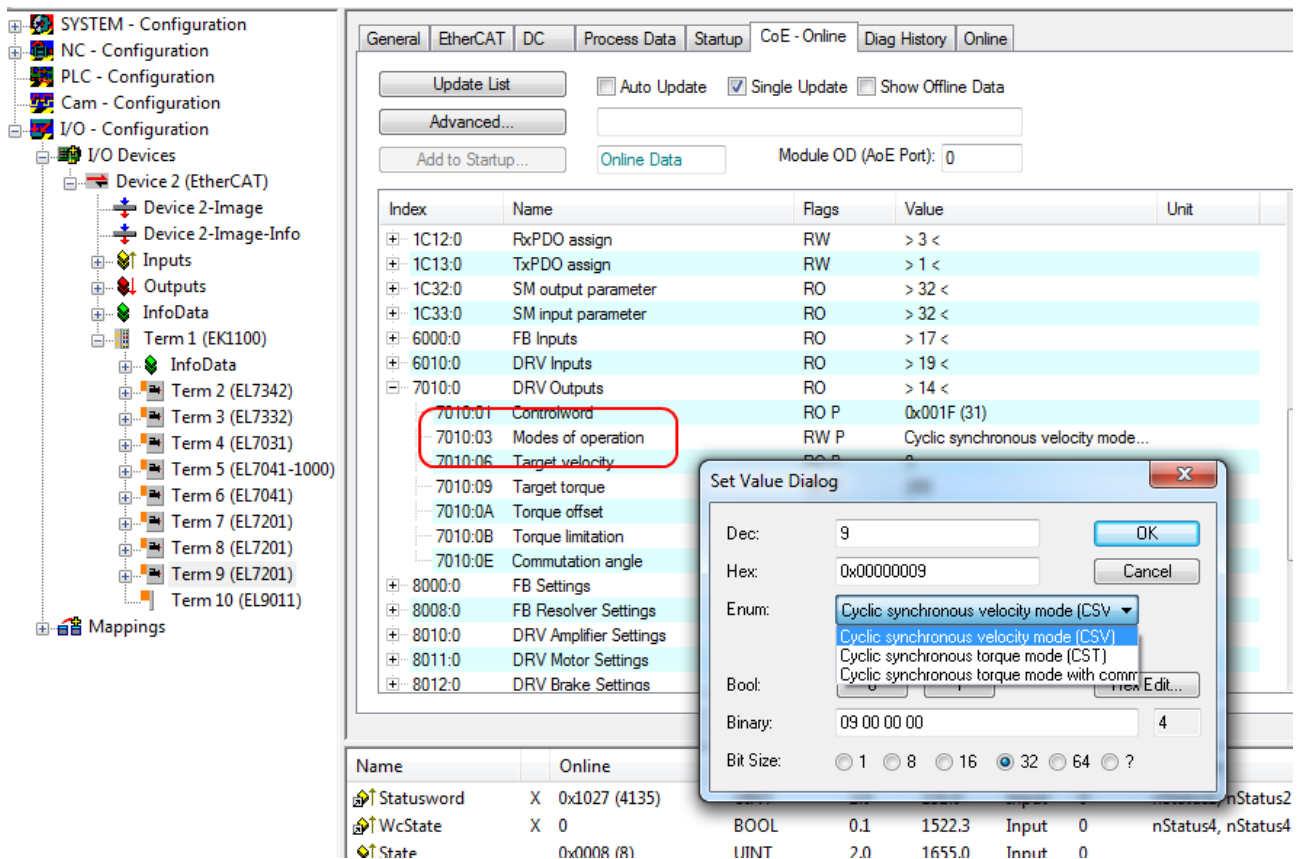 SYSTEM - Configuration
NC - Configuration
PLC - Configuration
Cam - Configuration
I/O - Configuration
I/O Devices
Device 2 (EtherCAT)
Device 2-Image
Device 2-Image-Info
Inputs
Outputs
InfoData
Term 1 (EK1100)
InfoData
Term 2 (EL7342)
Term 3 (EL7332)
Term 4 (EL7031)
Term 5 (EL7041-1000)
Term 6 (EL7041)
Term 7 (EL7201)
Term 8 (EL7201)
Term 9 (EL7201)
Term 10 (EL9011)
Mappings
General EtherCAT DC Process Data Startup CoE - Online Diag History Online
Update List Auto Update Single Update Show Offline Data
Advanced...
Add to Startup... Online Data Module OD (AoE Port): 0
Index Name Flags Value Unit
1C12:0 RxPDO assign RW > 3 <
1C13:0 TxPDO assign RW > 1 <
1C32:0 SM output parameter RO > 32 <
1C33:0 SM input parameter RO > 32 <
6000:0 FB Inputs RO > 17 <
6010:0 DRV Inputs RO > 19 <
7010:0 DRV Outputs RO > 14 <
7010:01 Controlword RO P 0x001F (31)
7010:03 Modes of operation RW P Cyclic synchronous velocity mode...
7010:06 Target velocity RO P
7010:09 Target torque
7010:0A Torque offset
7010:0B Torque limitation
7010:0E Commutation angle
8000:0 FB Settings
8008:0 FB Resolver Settings
8010:0 DRV Amplifier Settings
8011:0 DRV Motor Settings
8012:0 DRV Brake Settings
Set Value Dialog
Dec: 9 OK
Hex: 0x00000009 Cancel
Enum: Cyclic synchronous velocity mode (CSV
Cyclic synchronous velocity mode (CSV)
Cyclic synchronous torque mode (CST)
Cyclic synchronous torque mode with comm
Bool: 0 1 Hex Edit...
Binary: 09 00 00 00 4
Bit Size: 1 8 16 32 64 ?
Name Online
Statusword X 0x1027 (4135) Input 0 nStatus2
WcState X 0 BOOL 0.1 1522.3 Input 0 nStatus4, nStatus4
State 0x0008 (8) UINT 2.0 1655.0 Input 0